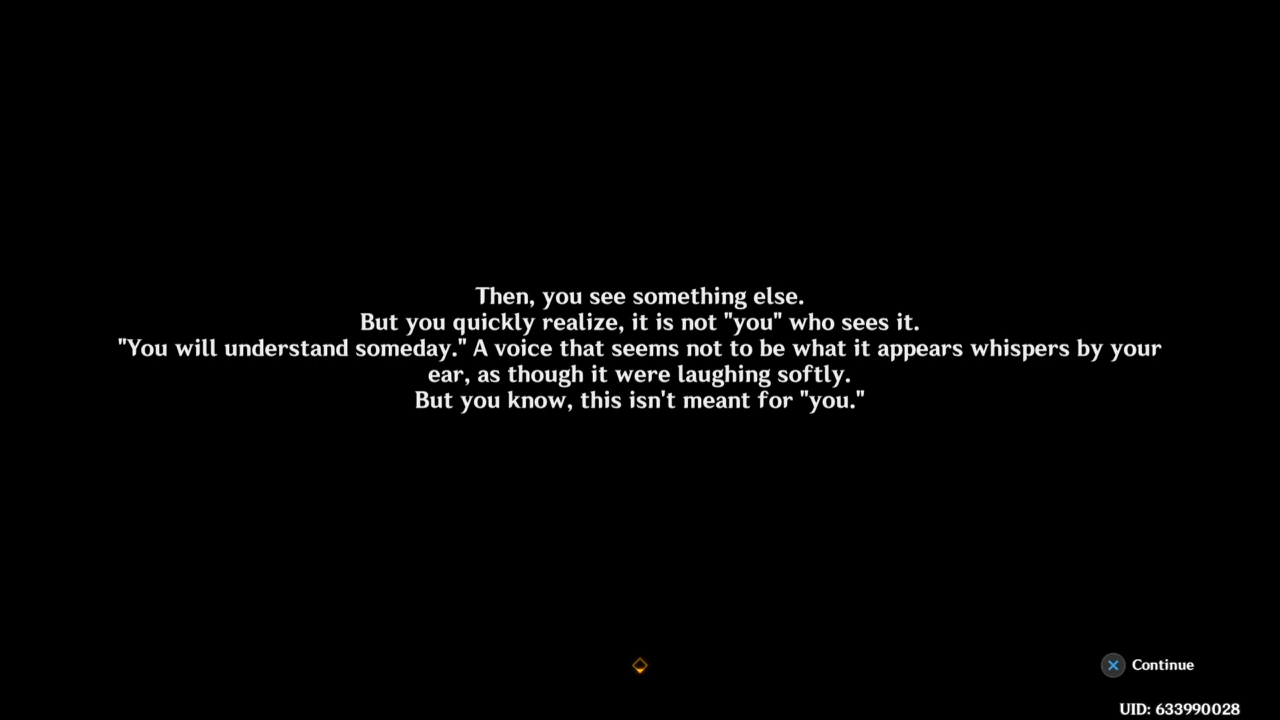 Then, you see something else.
But you quickly realize, it is not "you" who sees it.
"You will understand someday." A voice that seems not to be what it appears whispers by your
ear, as though it were laughing softly.
But you know, this isn't meant for "you."
Continue
UID: 633990028